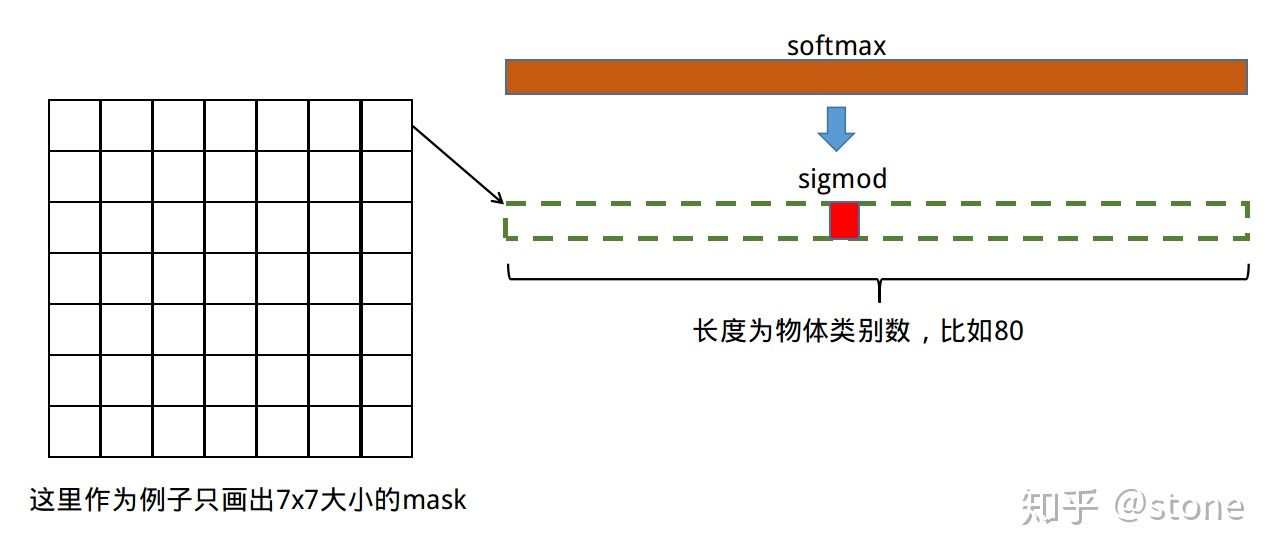 softmax
sigmod
长度为物体类别数，比如80
这里作为例子只画出7x7大小的mask
知乎 @stone